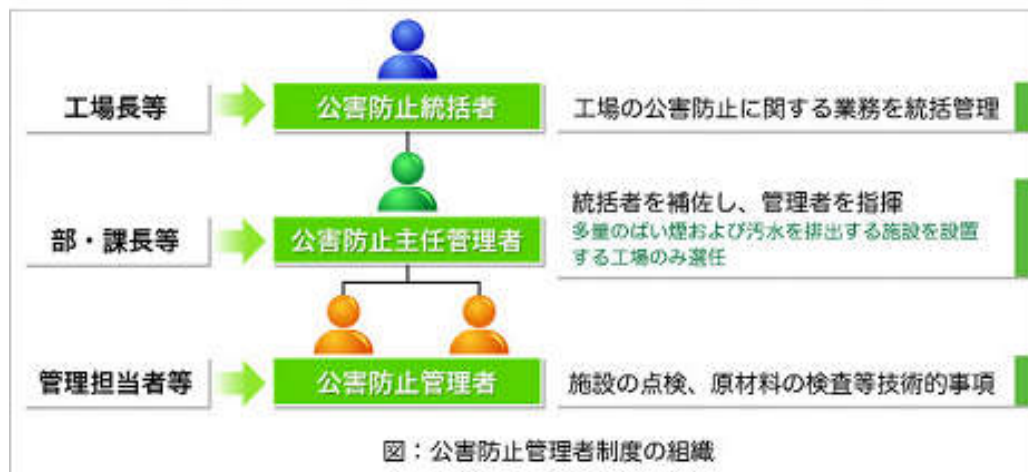 工場長等
公害防止統括者
工場の公害防止に関する業務を統括管理
部・課長等
公害防止主任管理者
統括者を補佐し、管理者を指揮
多量のばい煙および汚水を排出する施設を設置
する工場のみ選任
管理担当者等
公害防止管理者
施設の点検、原材料の検査等技術的事項
図：公害防止管理者制度の組織